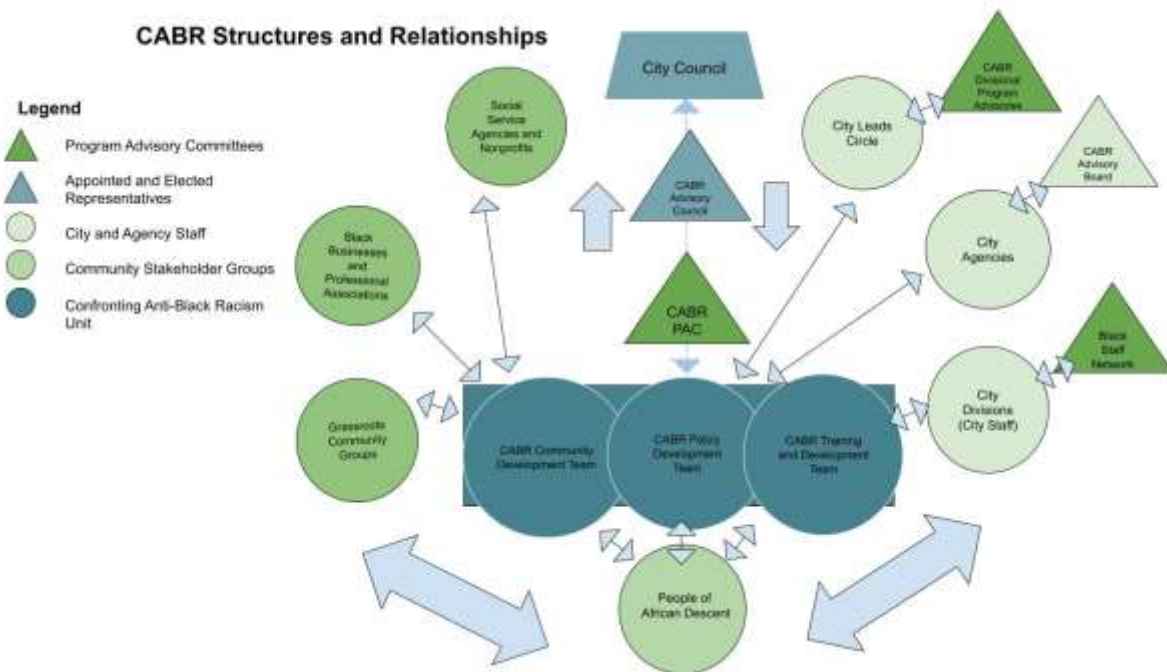 CABR Structures and Relationships
Legend
Program Advisory Committees
Appointed and Elected
Representatives
City and Agency Staff
Community Stakeholder Groups
Confronting Anti-Black Racism
Unit
City Council
CABR
Advisory
Council
CABR
PAC
Social
Service
Agencies and
Nonprofits
Black
Businesses
and
Professional
Associations
Grassroots
Community
Groups
City Leads
Circle
CABR
Divisional
Program
Advocacies
CABR
Advisory
Board
City
Agencies
Black
Staff
Network
City
Divisions
(City Staff)
CABR Community
Development Team
CABR Policy
Development
Team
CABR Training
and Development
Team
People of
African Descent